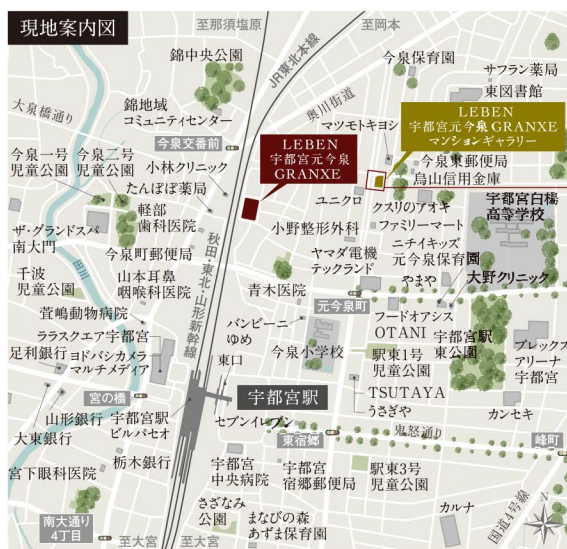 現地案内図
至那須塩原
至岡本
JR東北本線
錦中央公園
今泉保育園
サフラン薬局
東図書館
奥州街道
大泉橋通り
錦地域
コミュニティセンター
マツモトキヨシ
LEBEN
宇都宮元今泉 GRANXE
マンションギャラリー
今泉交番前
LEBEN
宇都宮元今泉
GRANXE
今泉一号
児童公園
今泉二号
児童公園
小林クリニック
たんぽぽ薬局
今泉東郵便局
烏山信用金庫
ユニクロ
クスリのアオキ
ファミリーマート
宇都宮白楊
高等学校
軽部
歯科医院
ザ・グランドスパ
南大門
小野整形外科
ニチイキッズ
元今泉保育園
ヤマダ電機
テックランド
今泉町郵便局
田川
秋田・東北・山形新幹線
千波
児童公園
山本耳鼻
咽喉科医院
やまや
大野クリニック
青木医院
元今泉町
萱嶋動物病院
バンビーニ
ゆめ
フードオアシス
OTANI
宇都宮駅
東公園
ララスクエア宇都宮
足利銀行
ヨドバシカメラ
マルチメディア
東口
今泉小学校
駅東1号
児童公園
ブレックス
アリーナ
宇都宮
宮の橋
宇都宮駅
TSUTAYA
うさぎや
山形銀行
宇都宮駅
ビルパセオ
セブンイレブン
カンセキ
大東銀行
東宿郷
鬼怒通り
峰町
栃木銀行
宮下眼科医院
宇都宮
中央病院
宇都宮
宿郷郵便局
駅東3号
児童公園
さざなみ
公園
まなびの森
あずま保育園
カルナ
国道4号線
N
南大通り
4丁目
至大宮
至大宮